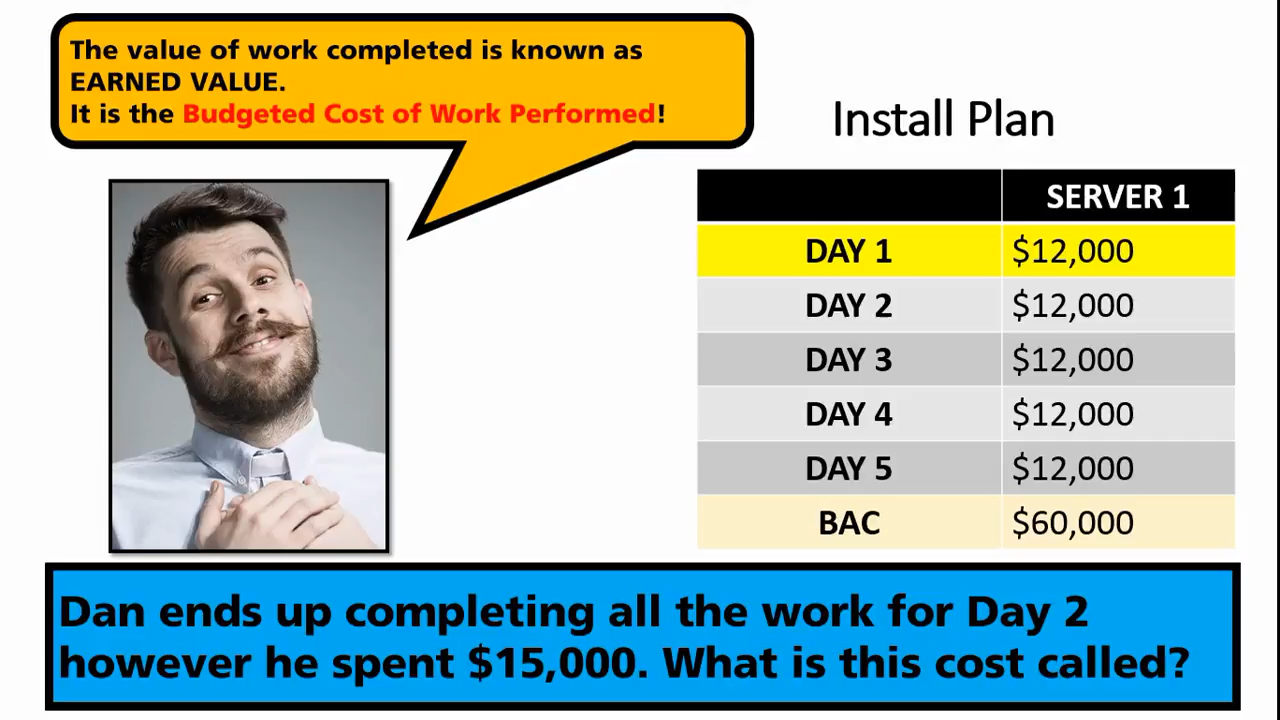 The value of work completed is known as
EARNED VALUE.
It is the Budgeted Cost of Work Performed!
Install Plan
SERVER 1
DAY 1 $12,000
DAY 2 $12,000
DAY 3 $12,000
DAY 4 $12,000
DAY 5 $12,000
BAC $60,000
Dan ends up completing all the work for Day 2
however he spent $15,000. What is this cost called?